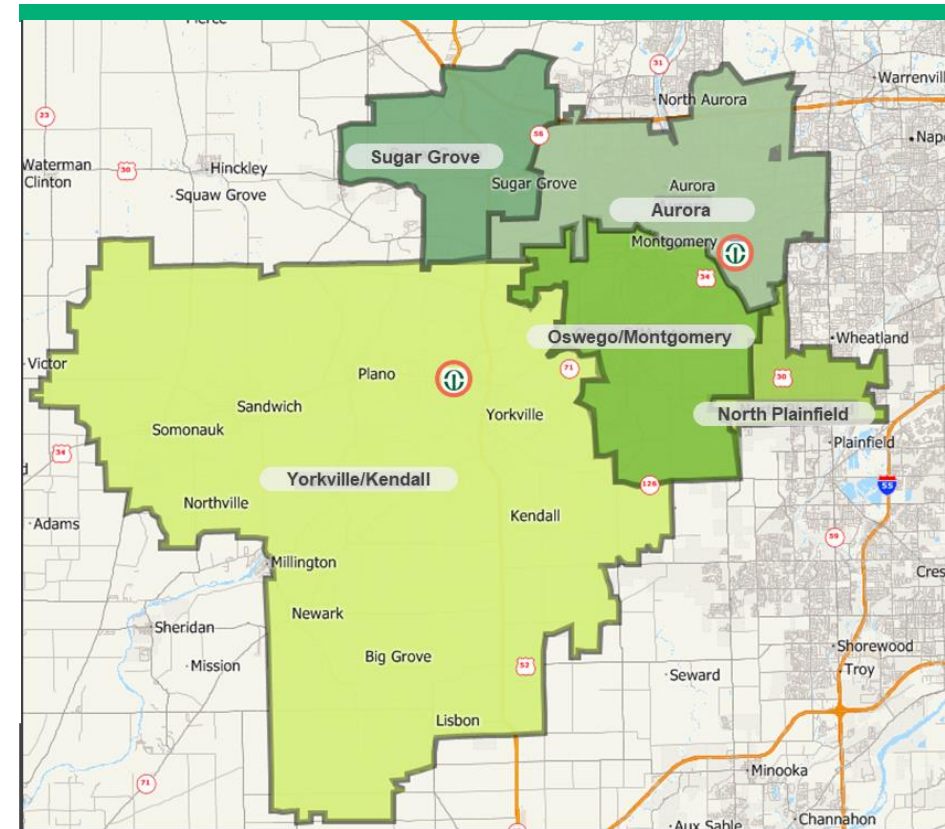 Pierce
31
Warrenvill
North Aurora
23
56
Nap
Sugar Grove
Waterman
Clinton
30
Hinckley
Squaw Grove
Sugar Grove
Aurora
Aurora
Montgomery
34
Oswego/Montgomery
Wheatland
Victor
Plano
71
30
Sandwich
Yorkville
North Plainfield
Somonauk
Plainfield
34
Yorkville/Kendall
126
55
Northville
Kendall
Adams
59
Millington
Cres
Newark
Sheridan
Shorewood
Mission
Big Grove
52
Seward
Troy
Lisbon
Minooka
71
Aux Sable
Channahon